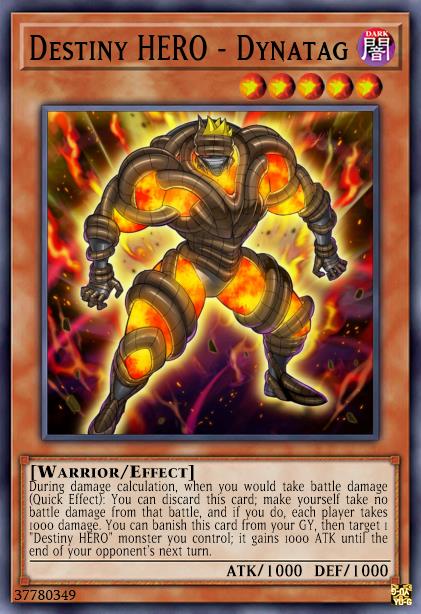 DESTINY HERO - DYNATAG
DARK
闇
[WARRIOR/EFFECT]
During damage calculation, when you would take battle damage
(Quick Effect): You can discard this card; make yourself take no
battle damage from that battle, and if you do, each player takes
1000 damage. You can banish this card from your GY, then target 1
"Destiny HERO" monster you control; it gains 1000 ATK until the
end of your opponent's next turn.
ATK/1000 DEF/1000
37780349